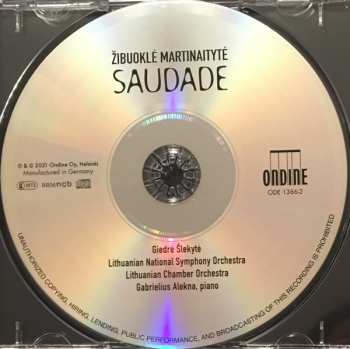 ŽIBUOKLĖ MARTINAITYTĖ
SAUDADE
℗ & © 2021 Ondine Oy, Helsinki
Manufactured in Germany
ONDINE
ODE 1386-2
Giedrė Šlekytė
Lithuanian National Symphony Orchestra
Lithuanian Chamber Orchestra
Gabrielius Alekna, piano
UNAUTHORIZED COPYING, HIRING, LENDING, PUBLIC PERFORMANCE, AND BROADCASTING OF THIS RECORDING IS PROHIBITED!